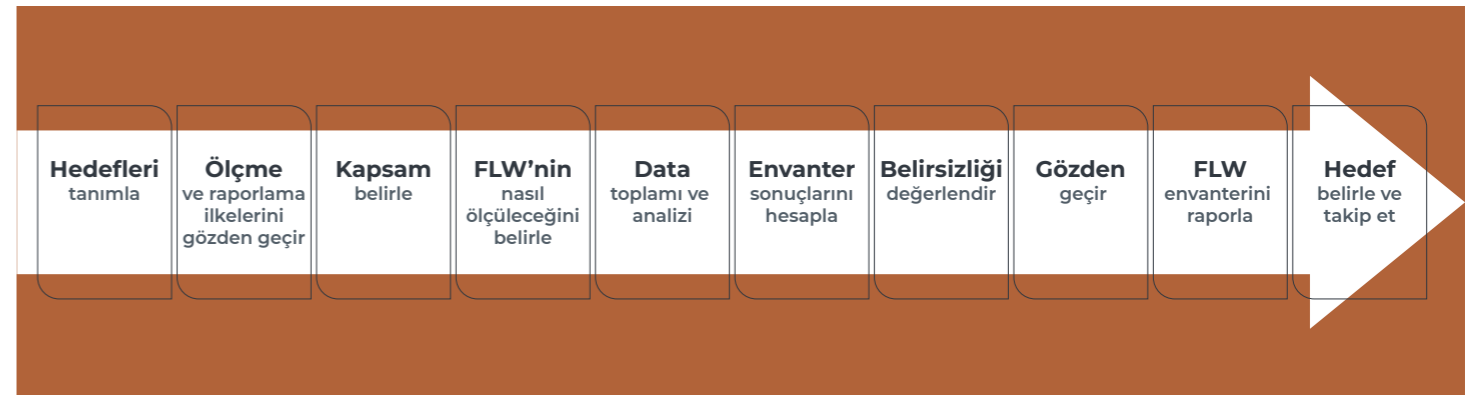 Hedefleri
tanımla
Ölçme
ve raporlama
ilkelerini
gözden geçir
Kapsam
belirle
FLW’nin
nasıl
ölçüleceğini
belirle
Data
toplamı ve
analizi
Envanter
sonuçlarını
hesapla
Belirsizliği
değerlendir
Gözden
geçir
FLW
envanterini
raporla
Hedef
belirle ve
takip et